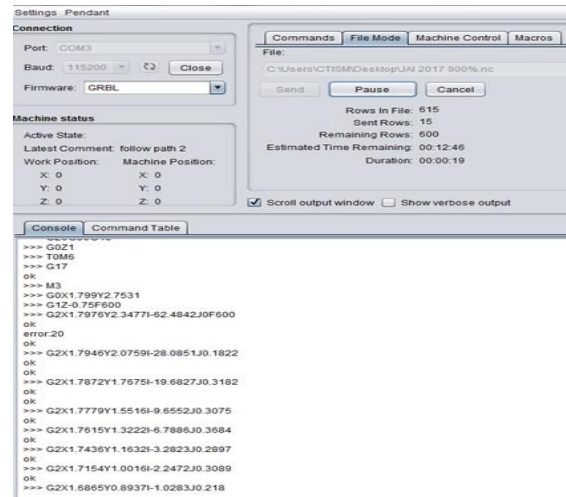 Settings Pendant
Connection
Port: COM3
Baud: 115200 Close
Firmware: GRBL
Machine status
Active State:
Latest Comment: follow path 2
Work Position: Machine Position:
X: 0 X: 0
Y: 0 Y: 0
Z: 0 Z: 0
Commands File Mode Machine Control Macros
File:
C:\Users\CTISM\Desktop\JAI 2017 900%.nc
Send Pause Cancel
Rows In File: 615
Sent Rows: 15
Remaining Rows: 600
Estimated Time Remaining: 00:12:46
Duration: 00:00:19
Scroll output window Show verbose output
Console Command Table
>>> G0Z1
>>> T0M6
>>> G17
ok
>>> M3
>>> G0X1.799Y2.7531
>>> G1Z-0.75F600
>>> G2X1.7976Y2.3477I-62.4842J0F600
ok
error:20
ok
>>> G2X1.7946Y2.0759I-28.0851J0.1822
ok
ok
>>> G2X1.7872Y1.7675I-19.6827J0.3182
ok
ok
>>> G2X1.7779Y1.5516I-9.6552J0.3075
ok
>>> G2X1.7615Y1.3222I-6.7886J0.3684
ok
>>> G2X1.7436Y1.1632I-3.2823J0.2897
ok
>>> G2X1.7154Y1.0016I-2.2472J0.3089
ok
>>> G2X1.6865Y0.8937I-1.0283J0.218